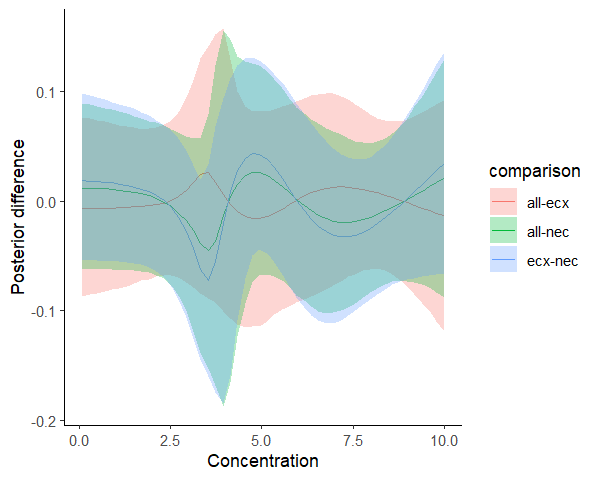 0.1
0.0
-0.1
-0.2
Posterior difference
0.0
2.5
5.0
7.5
10.0
Concentration
comparison
all-ecx
all-nec
ecx-nec